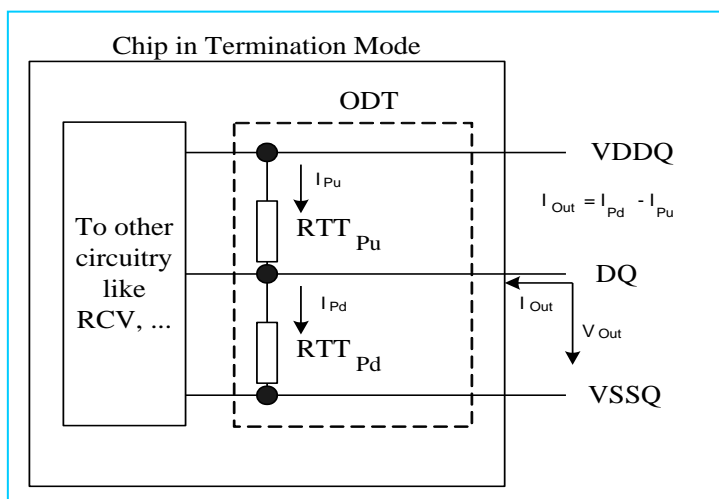 Chip in Termination Mode
ODT
VDDQ
I Pu
I Out = I Pd - I Pu
To other
circuitry
like
RCV, ...
RTT Pu
DQ
I Pd
I Out
V Out
RTT Pd
VSSQ